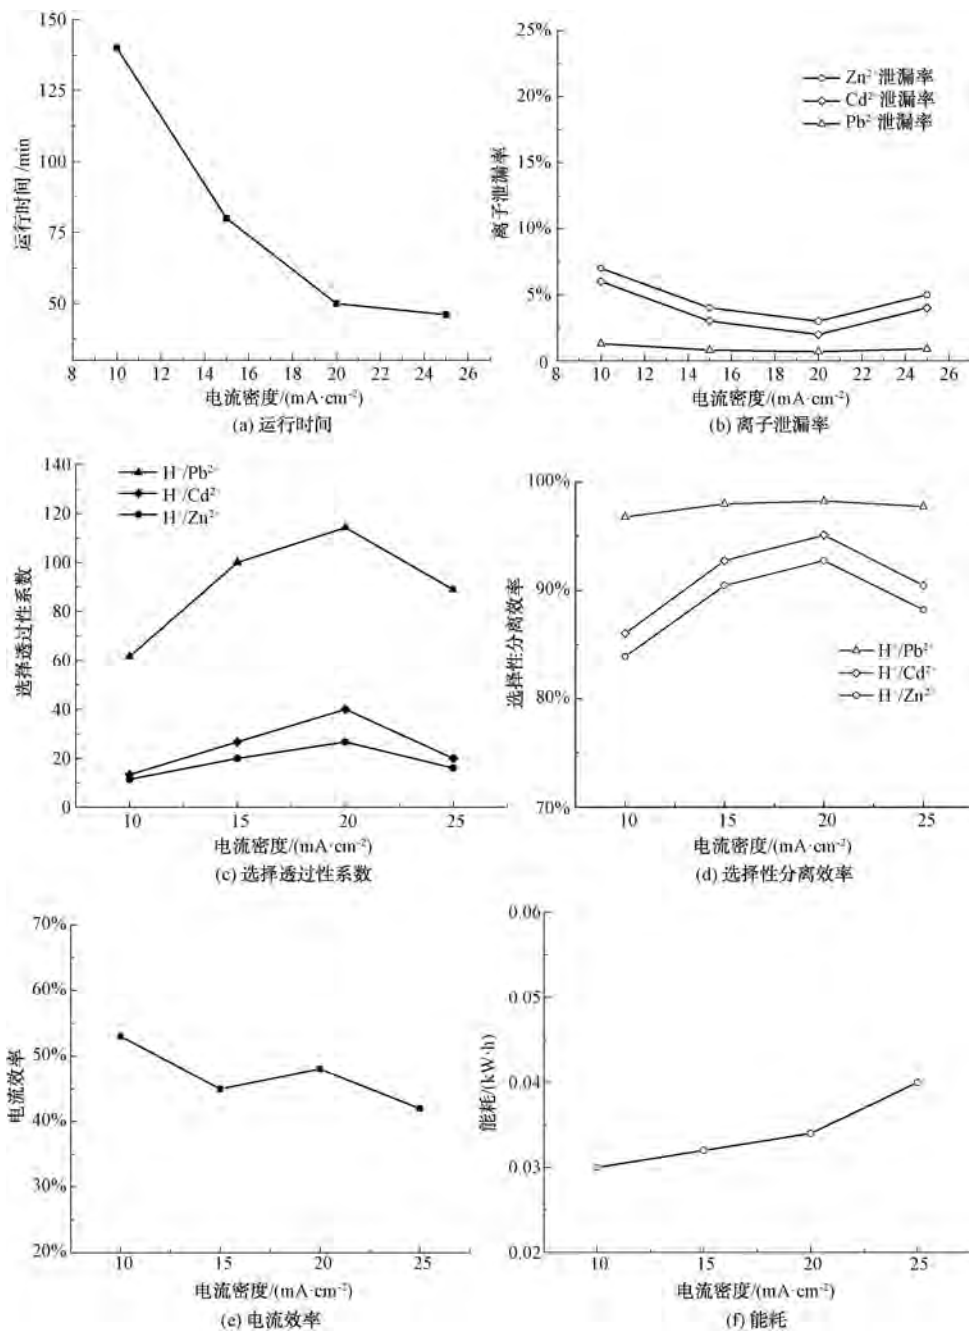 150
125
100
75
50
8 10 12 14 16 18 20 22 24 26
运行时间/min
电流密度/(mA·cm⁻²)
(a) 运行时间
25%
20%
15%
10%
5%
0
8 10 12 14 16 18 20 22 24 26
离子泄漏率
Zn²⁺泄漏率
Cd²⁺泄漏率
Pb²⁺泄漏率
电流密度/(mA·cm⁻²)
(b) 离子泄漏率
140
120
100
80
60
40
20
0
10 15 20 25
选择透过性系数
H⁺/Pb²⁺
H⁺/Cd²⁺
H⁺/Zn²⁺
电流密度/(mA·cm⁻²)
(c) 选择透过性系数
100%
90%
80%
70%
10 15 20 25
选择性分离效率
H⁺/Pb²⁺
H⁺/Cd²⁺
H⁺/Zn²⁺
电流密度/(mA·cm⁻²)
(d) 选择性分离效率
70%
60%
50%
40%
30%
20%
10 15 20 25
电流效率
电流密度/(mA·cm⁻²)
(e) 电流效率
0.06
0.05
0.04
0.03
0.02
10 15 20 25
能耗/(kW·h)
电流密度/(mA·cm⁻²)
(f) 能耗